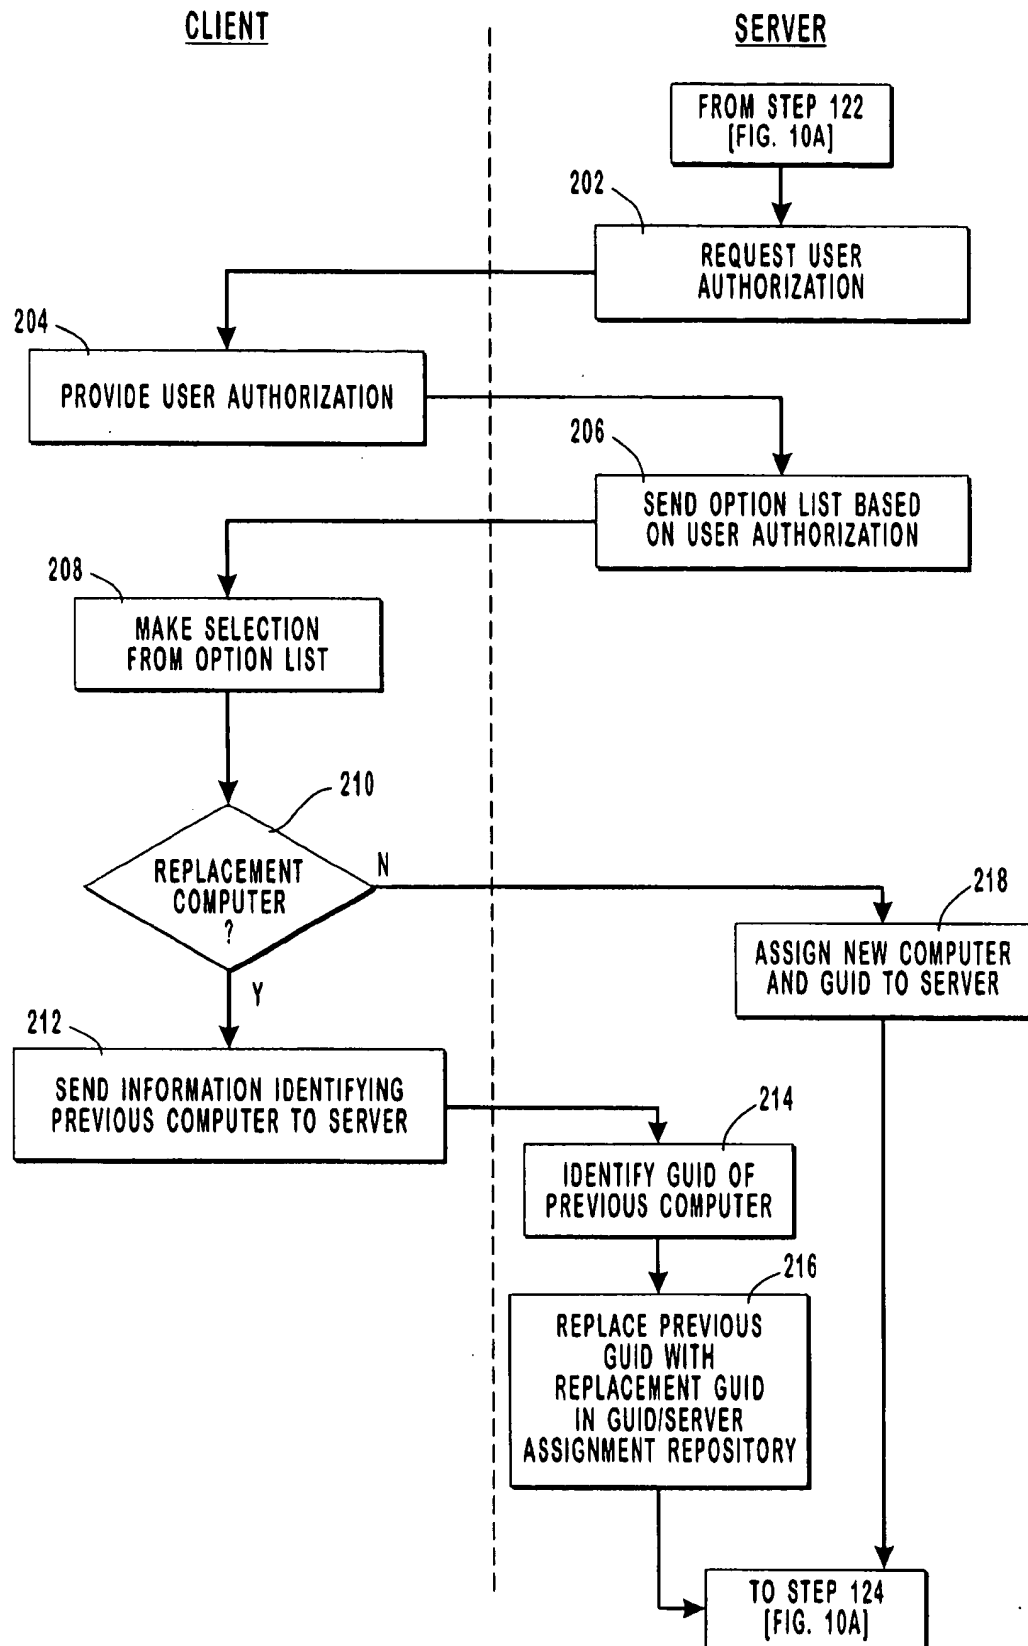 CLIENT
SERVER
FROM STEP 122
[FIG. 10A]
202
REQUEST USER
AUTHORIZATION
204
PROVIDE USER AUTHORIZATION
206
SEND OPTION LIST BASED
ON USER AUTHORIZATION
208
MAKE SELECTION
FROM OPTION LIST
210
REPLACEMENT
COMPUTER
?
N
Y
218
ASSIGN NEW COMPUTER
AND GUID TO SERVER
212
SEND INFORMATION IDENTIFYING
PREVIOUS COMPUTER TO SERVER
214
IDENTIFY GUID OF
PREVIOUS COMPUTER
216
REPLACE PREVIOUS
GUID WITH
REPLACEMENT GUID
IN GUID/SERVER
ASSIGNMENT REPOSITORY
TO STEP 124
[FIG. 10A]